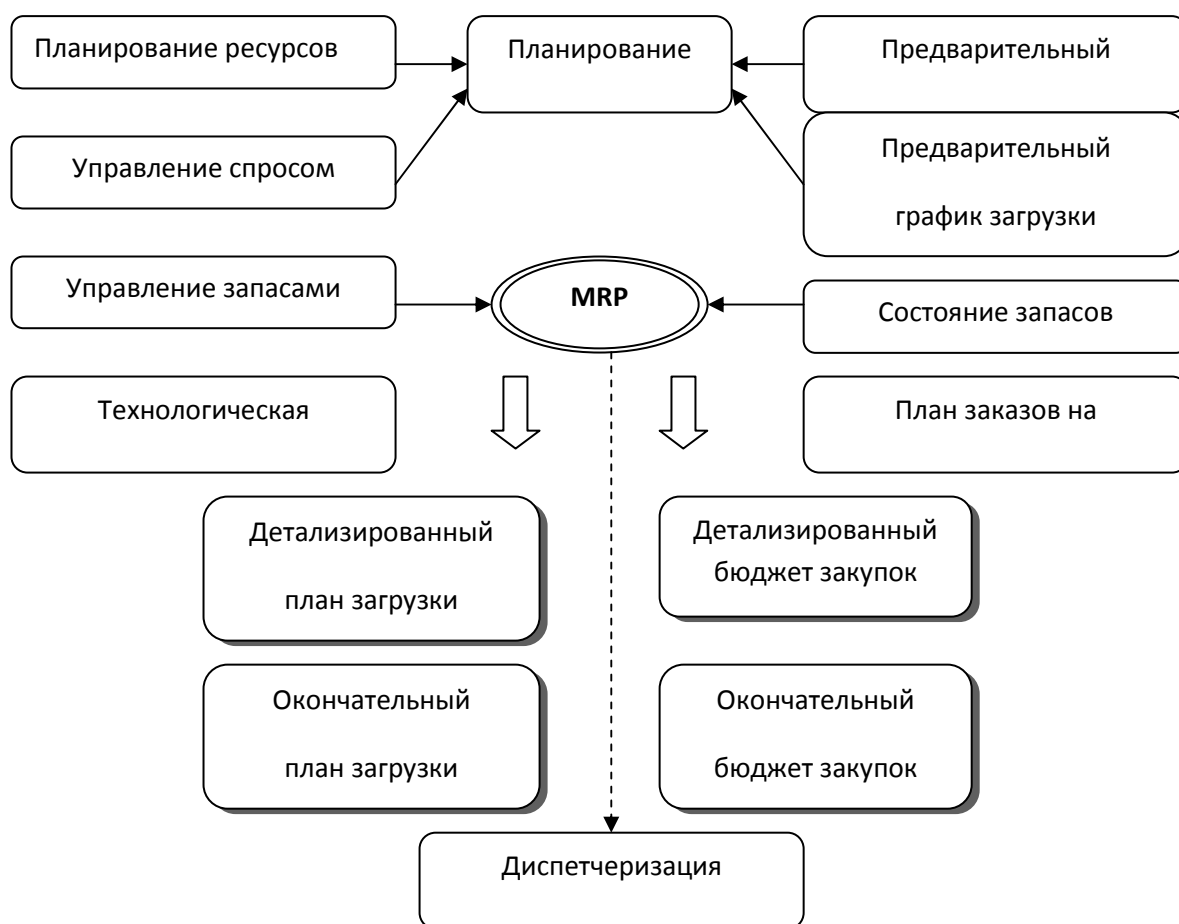 Планирование ресурсов
Планирование
Предварительный
Управление спросом
Предварительный
график загрузки
Управление запасами
MRP
Состояние запасов
Технологическая
План заказов на
Детализированный
план загрузки
Детализированный
бюджет закупок
Окончательный
план загрузки
Окончательный
бюджет закупок
Диспетчеризация